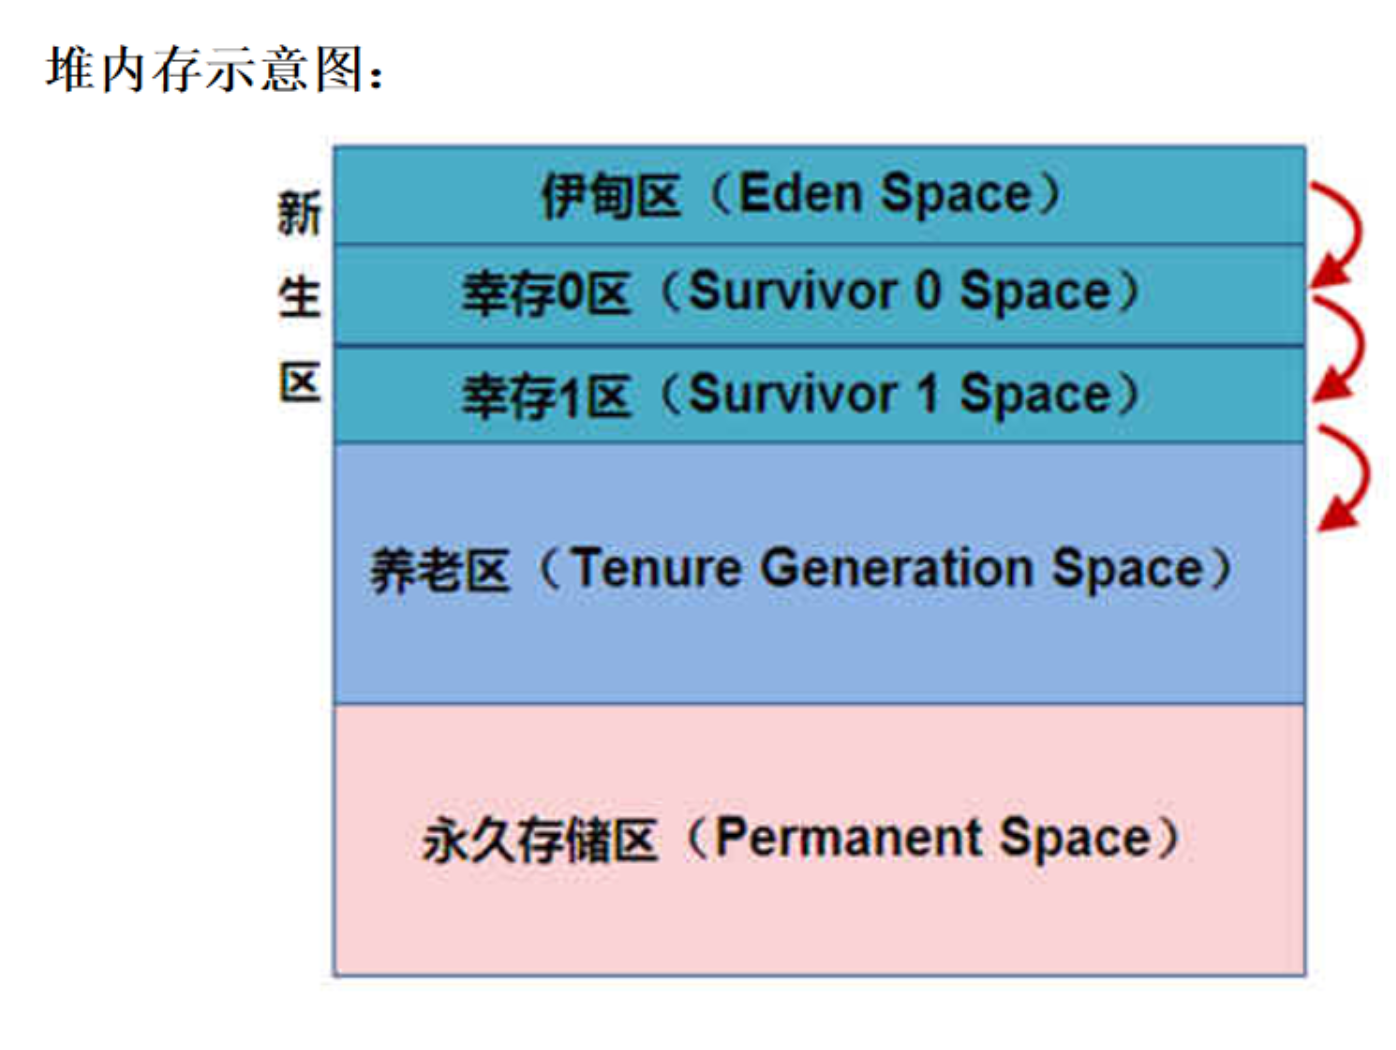 堆内存示意图：
新
生
区
伊甸区（Eden Space）
幸存0区（Survivor 0 Space）
幸存1区（Survivor 1 Space）
养老区（Tenure Generation Space）
永久存储区（Permanent Space）